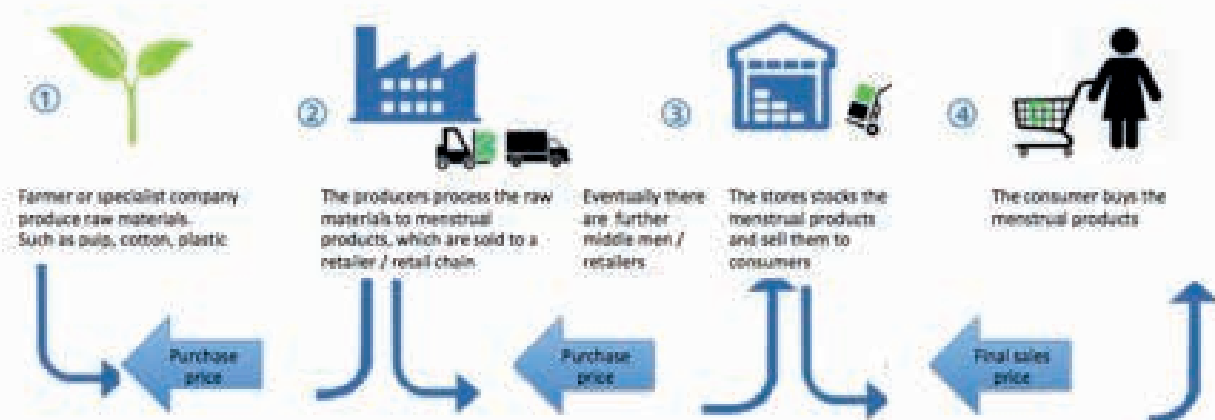 ①
Farmer or specialist company
produce raw materials.
Such as pulp, cotton, plastic
②
The producers process the raw
materials to menstrual
products, which are sold to a
retailer / retail chain
Eventually there
are further
middle men /
retailers
③
The stores stacks the
menstrual products
and sell them to
consumers
④
The consumer buys the
menstrual products
Purchase
price
Purchase
price
Final sales
price